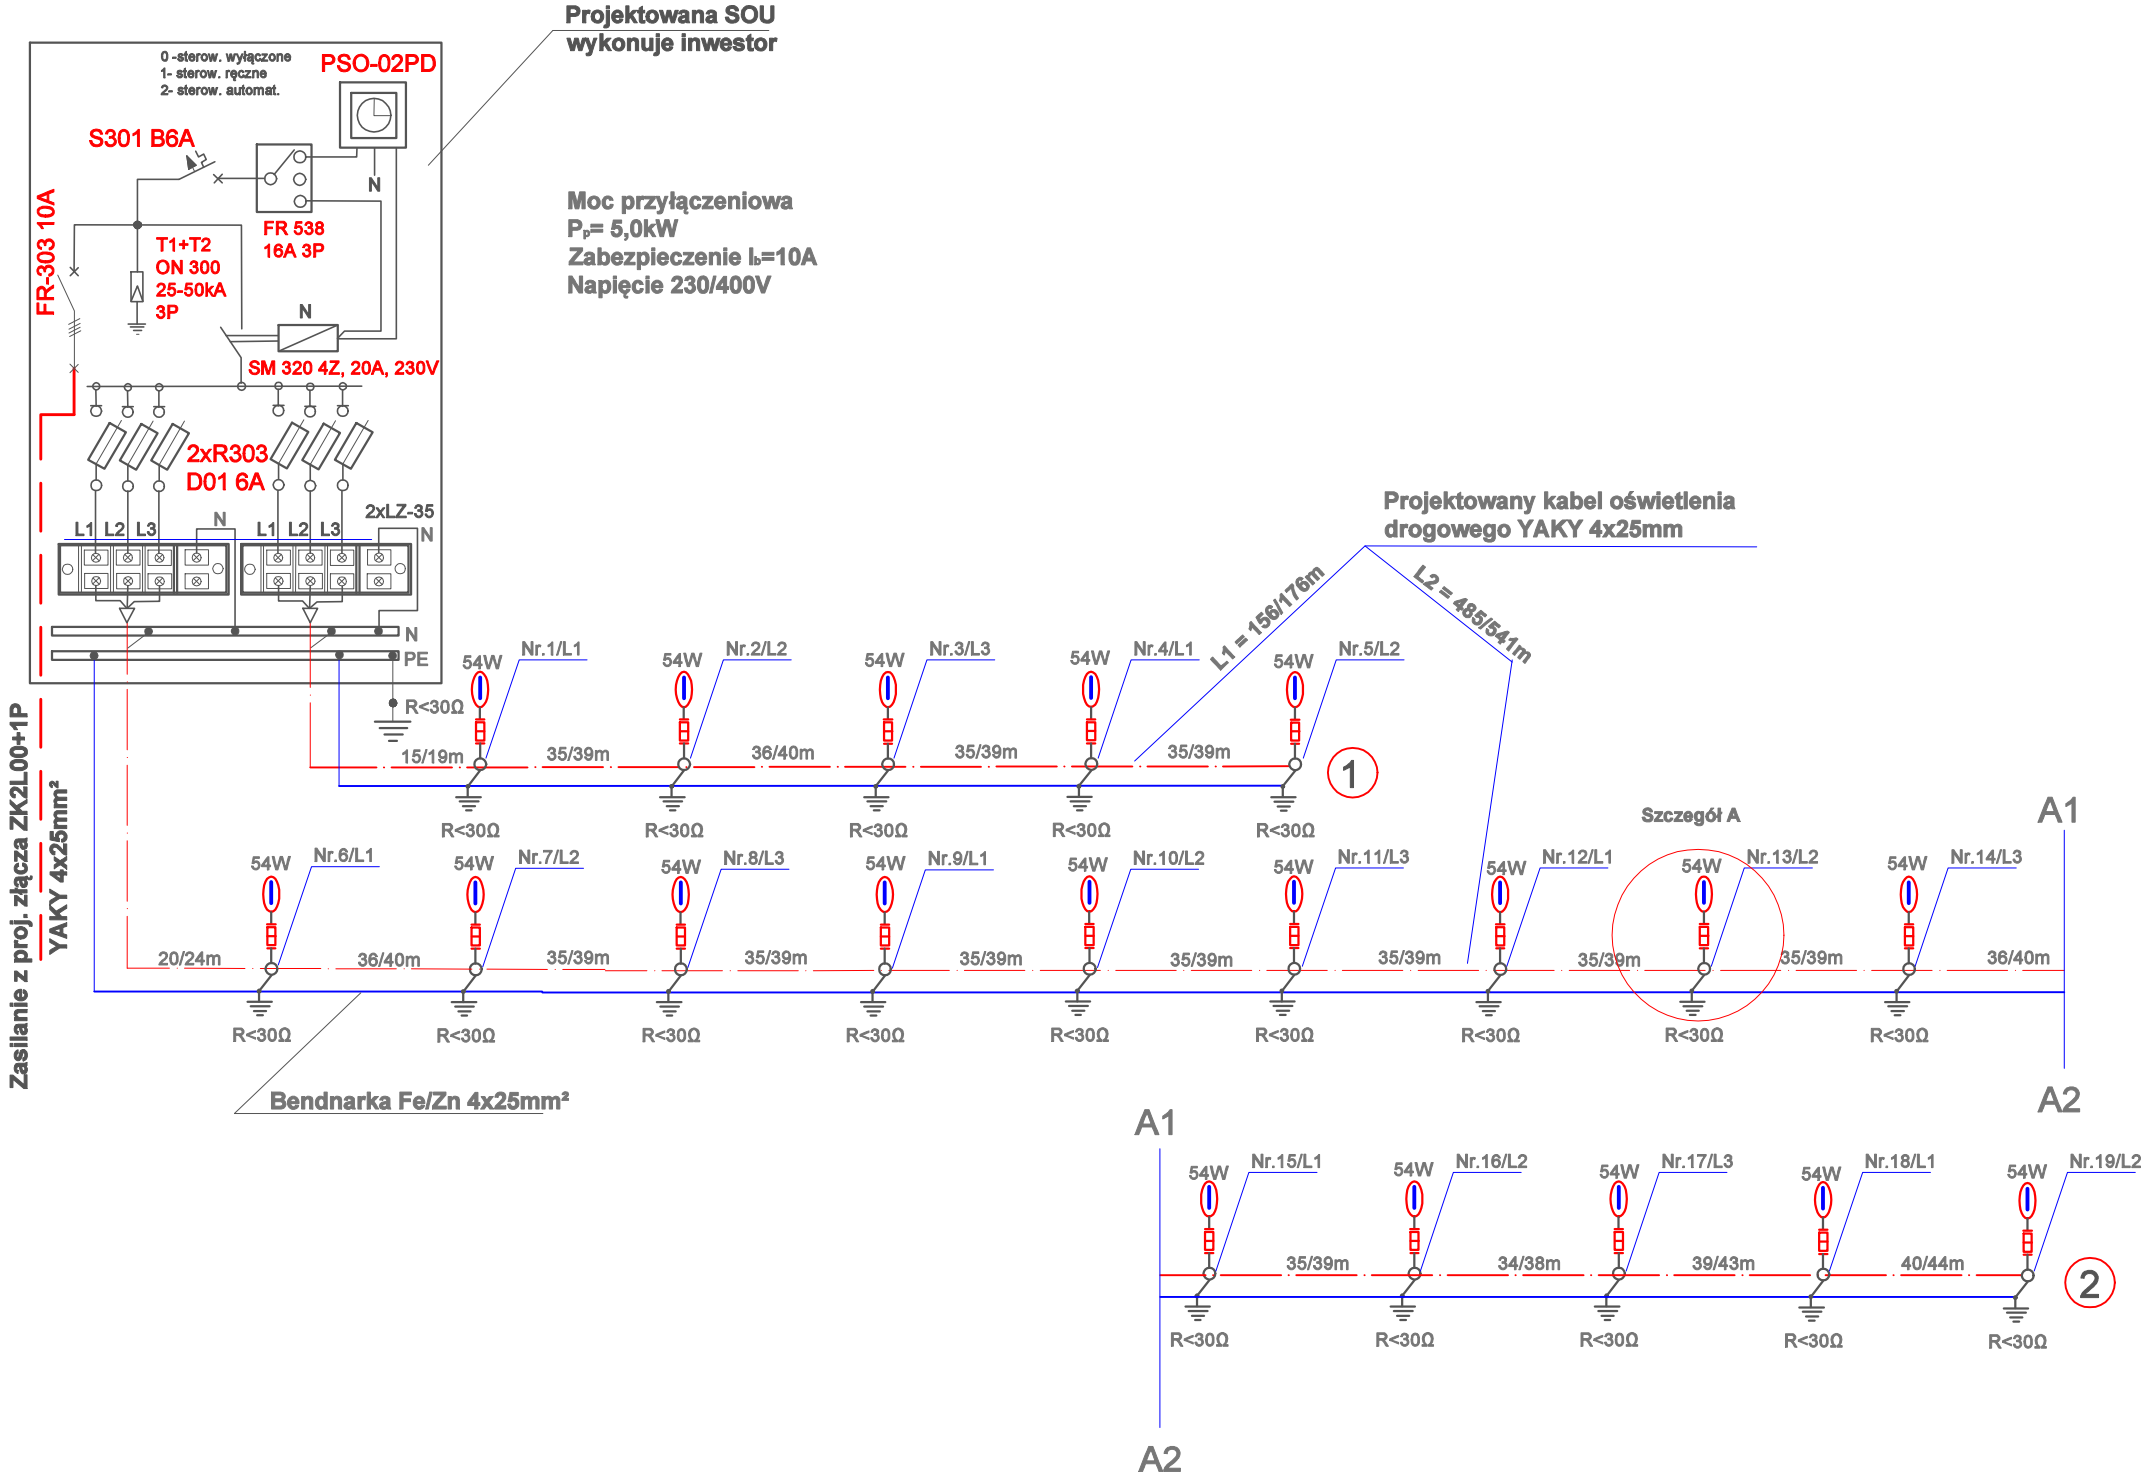 Projektowana SOU
wykonuje inwestor
0 -sterow. wyłączone
1- sterow. ręczne
2- sterow. automat.
PSO-02PD
S301 B6A
N
FR-303 10A
FR 538
16A 3P
T1+T2
ON 300
25-50kA
3P
N
SM 320 4Z, 20A, 230V
Moc przyłączeniowa
Pp= 5,0kW
Zabezpieczenie Ib=10A
Napięcie 230/400V
2xR303
D01 6A
2xLZ-35
L1 L2 L3 N L1 L2 L3 N
N
PE
R<30Ω
Zasilanie z proj. złącza ZK2L00+1P
YAKY 4x25mm²
Projektowany kabel oświetlenia
drogowego YAKY 4x25mm
L1 = 156/176m
L2 = 485/541m
54W Nr.1/L1 54W Nr.2/L2 54W Nr.3/L3 54W Nr.4/L1 54W Nr.5/L2
15/19m 35/39m 36/40m 35/39m 35/39m
1
R<30Ω R<30Ω R<30Ω R<30Ω R<30Ω
Szczegół A
A1
54W Nr.6/L1 54W Nr.7/L2 54W Nr.8/L3 54W Nr.9/L1 54W Nr.10/L2 54W Nr.11/L3 54W Nr.12/L1 54W Nr.13/L2 54W Nr.14/L3
20/24m 36/40m 35/39m 35/39m 35/39m 35/39m 35/39m 35/39m 35/39m 36/40m
R<30Ω R<30Ω R<30Ω R<30Ω R<30Ω R<30Ω R<30Ω R<30Ω R<30Ω
A2
Bendnarka Fe/Zn 4x25mm²
A1
54W Nr.15/L1 54W Nr.16/L2 54W Nr.17/L3 54W Nr.18/L1 54W Nr.19/L2
35/39m 34/38m 39/43m 40/44m
2
R<30Ω R<30Ω R<30Ω R<30Ω R<30Ω
A2